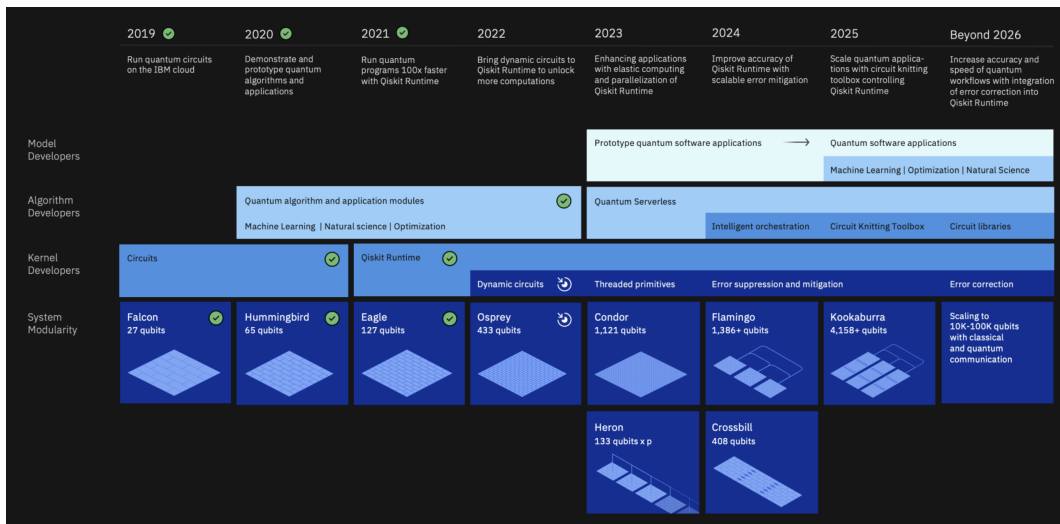 2019
2020
2021
2022
2023
2024
2025
Beyond 2026
Run quantum circuits
on the IBM cloud
Demonstrate and
prototype quantum
algorithms and
applications
Run quantum
programs 100x faster
with Qiskit Runtime
Bring dynamic circuits to
Qiskit Runtime to unlock
more computations
Enhancing applications
with elastic computing
and parallelization of
Qiskit Runtime
Improve accuracy of
Qiskit Runtime with
scalable error mitigation
Scale quantum applica-
tions with circuit knitting
toolbox controlling
Qiskit Runtime
Increase accuracy and
speed of quantum
workflows with integration
of error correction into
Qiskit Runtime
Model
Developers
Prototype quantum software applications →
Quantum software applications
Machine Learning | Optimization | Natural Science
Algorithm
Developers
Quantum algorithm and application modules
Machine Learning | Natural science | Optimization
Quantum Serverless
Intelligent orchestration
Circuit Knitting Toolbox
Circuit libraries
Kernel
Developers
Circuits
Qiskit Runtime
Dynamic circuits
Threaded primitives
Error suppression and mitigation
Error correction
System
Modularity
Falcon
27 qubits
Hummingbird
65 qubits
Eagle
127 qubits
Osprey
433 qubits
Condor
1,121 qubits
Flamingo
1,386+ qubits
Kookaburra
4,158+ qubits
Scaling to
10K-100K qubits
with classical
and quantum
communication
Heron
133 qubits x p
Crossbill
408 qubits